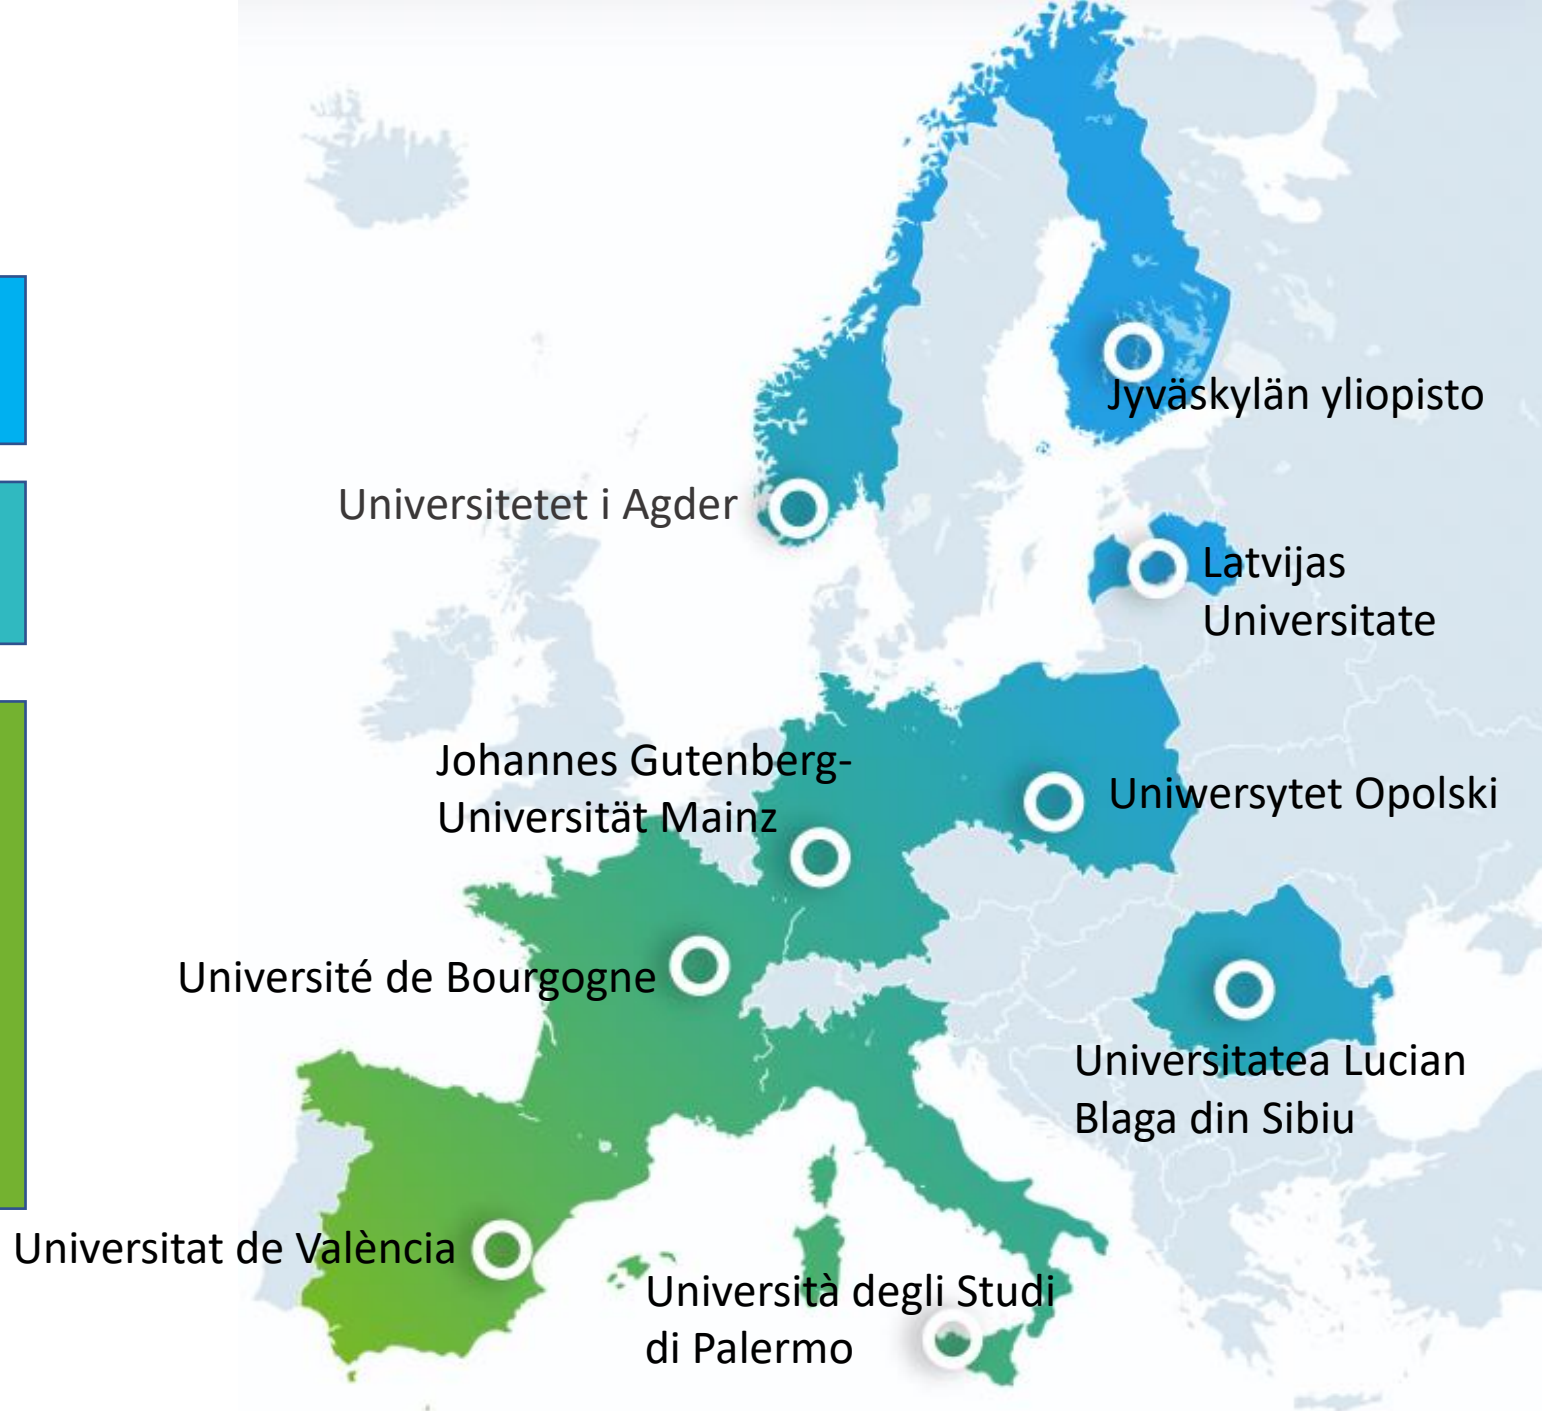 Jyväskylän yliopisto
Universitetet i Agder
Latvijas
Universitate
Johannes Gutenberg-
Universität Mainz
Uniwersytet Opolski
Université de Bourgogne
Universitatea Lucian
Blaga din Sibiu
Universitat de València
Università degli Studi
di Palermo